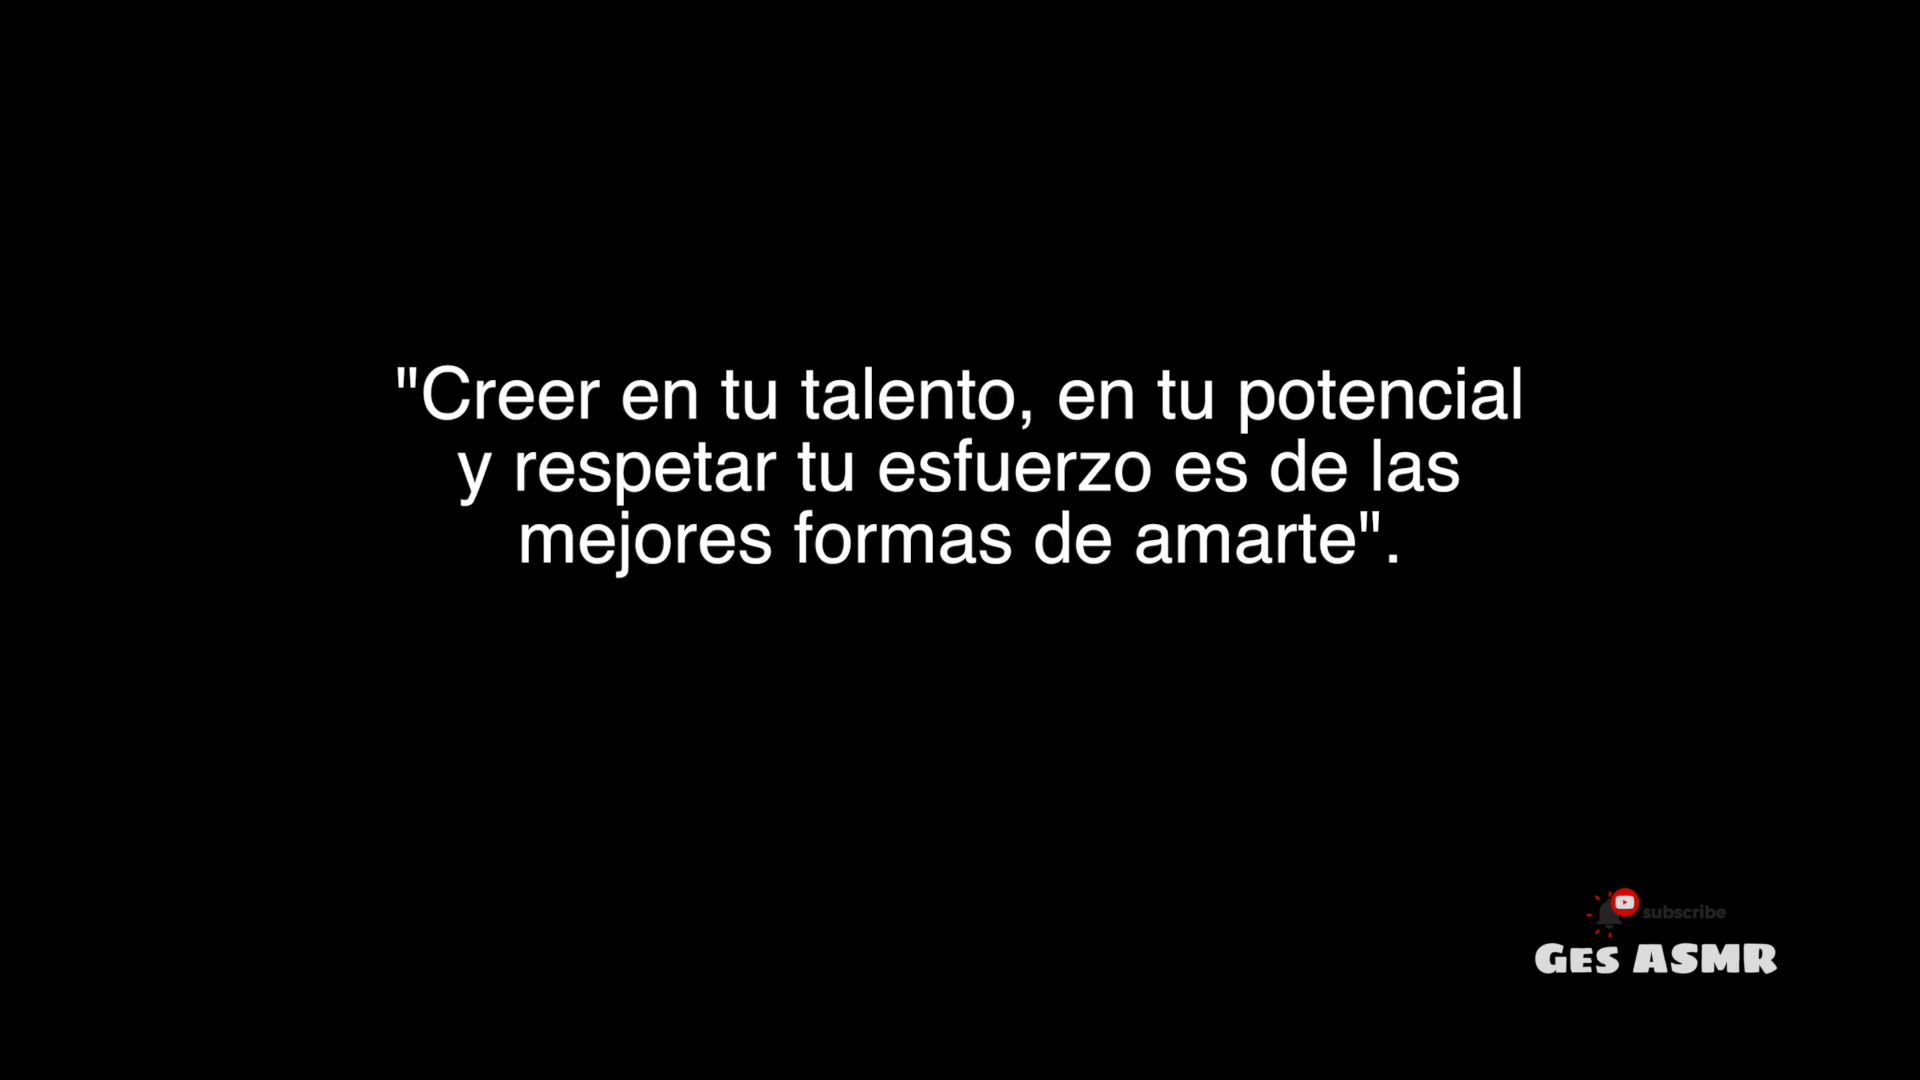 "Creer en tu talento, en tu potencial
y respetar tu esfuerzo es de las
mejores formas de amarte".
subscribe
GES ASMR